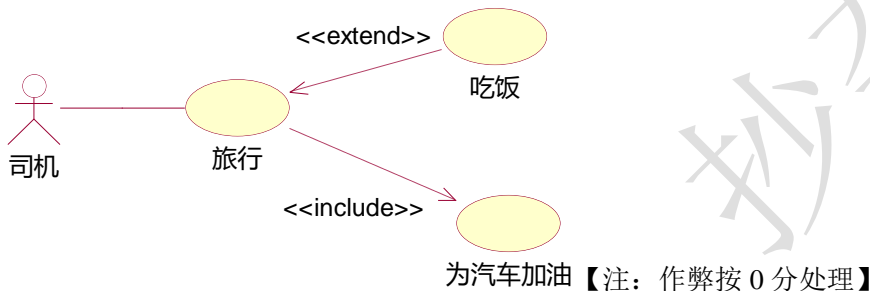 <<extend>>
吃饭
司机
旅行
<<include>>
为汽车加油【注：作弊按0分处理】